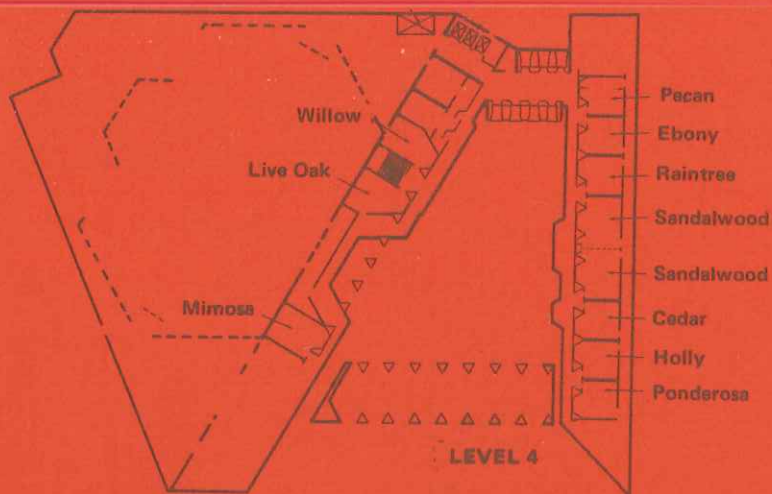 Willow
Live Oak
Mimosa
Pecan
Ebony
Raintree
Sandalwood
Sandalwood
Cedar
Holly
Ponderosa
LEVEL 4